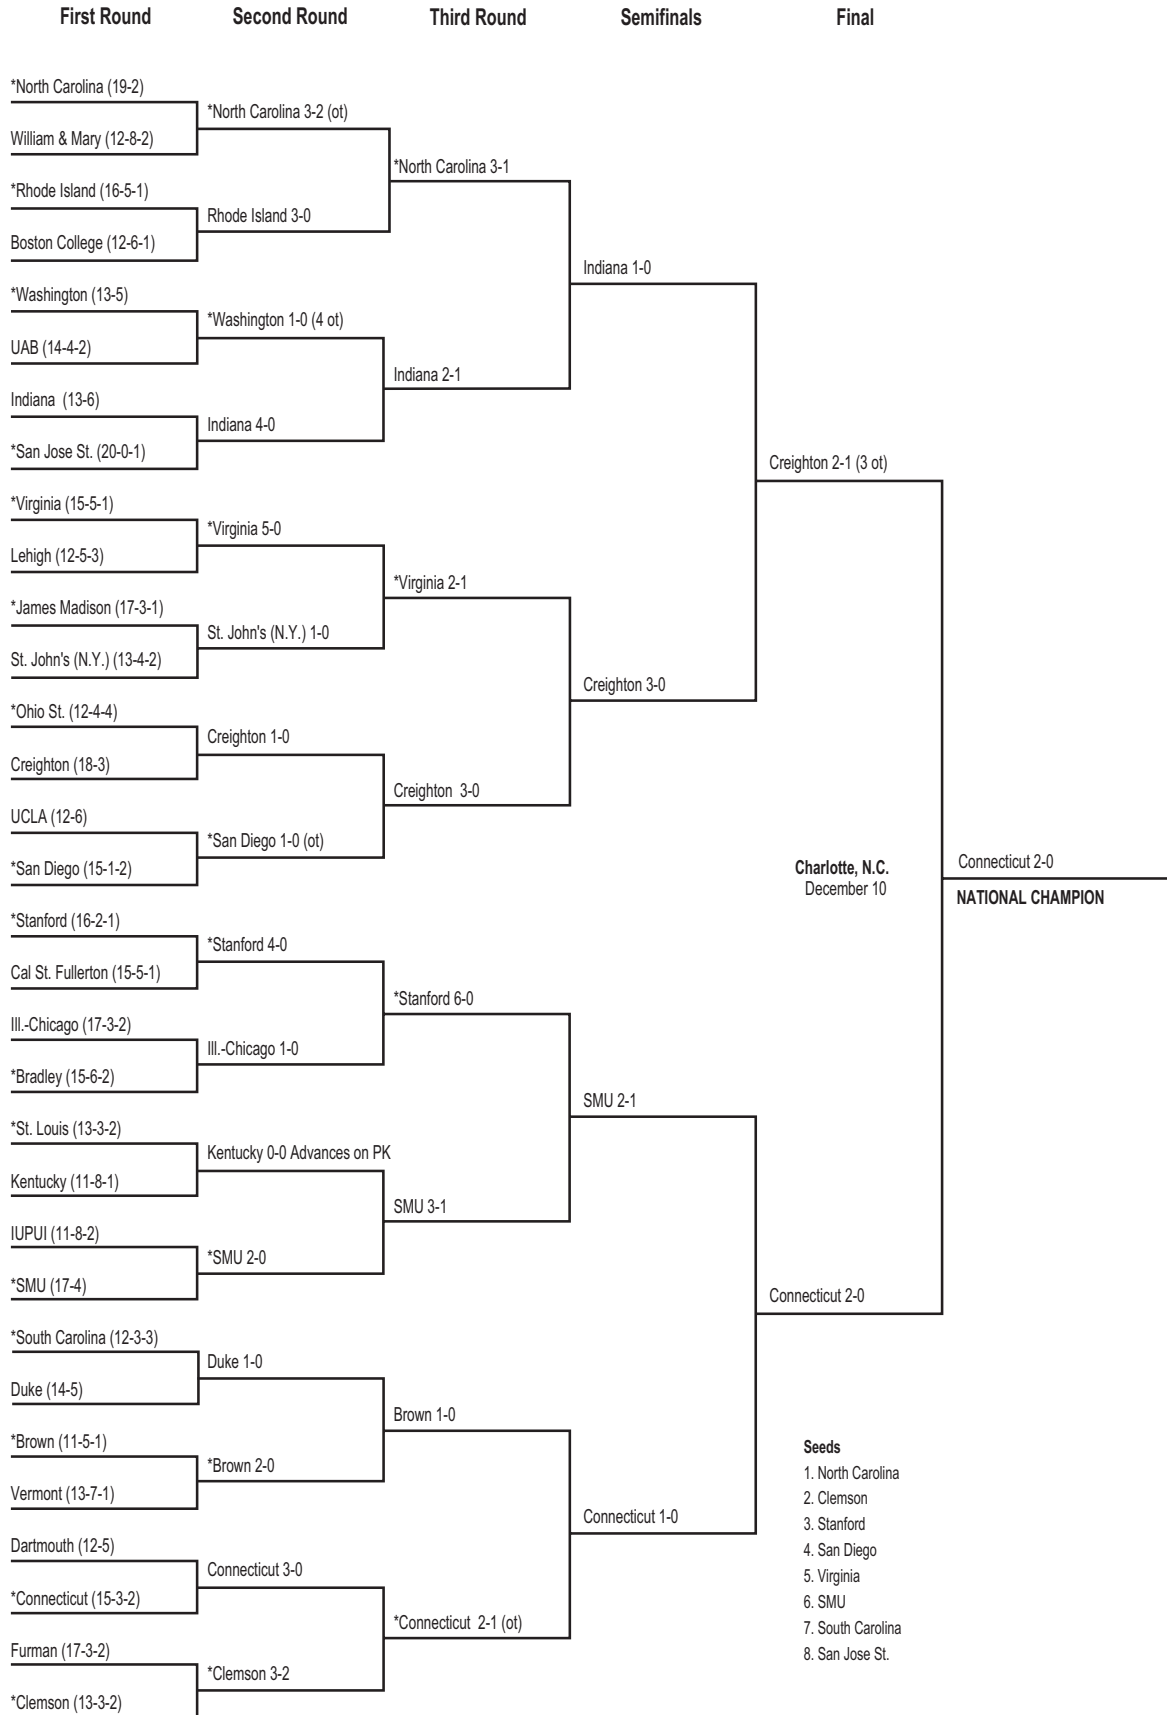 First Round
Second Round
Third Round
Semifinals
Final
*North Carolina (19-2)
William & Mary (12-8-2)
*Rhode Island (16-5-1)
Boston College (12-6-1)
*Washington (13-5)
UAB (14-4-2)
Indiana (13-6)
*San Jose St. (20-0-1)
*Virginia (15-5-1)
Lehigh (12-5-3)
*James Madison (17-3-1)
St. John's (N.Y.) (13-4-2)
*Ohio St. (12-4-4)
Creighton (18-3)
UCLA (12-6)
*San Diego (15-1-2)
*Stanford (16-2-1)
Cal St. Fullerton (15-5-1)
Ill.-Chicago (17-3-2)
*Bradley (15-6-2)
*St. Louis (13-3-2)
Kentucky (11-8-1)
IUPUI (11-8-2)
*SMU (17-4)
*South Carolina (12-3-3)
Duke (14-5)
*Brown (11-5-1)
Vermont (13-7-1)
Dartmouth (12-5)
*Connecticut (15-3-2)
Furman (17-3-2)
*Clemson (13-3-2)
*North Carolina 3-2 (ot)
Rhode Island 3-0
*Washington 1-0 (4 ot)
Indiana 4-0
*Virginia 5-0
St. John's (N.Y.) 1-0
Creighton 1-0
*San Diego 1-0 (ot)
*Stanford 4-0
Ill.-Chicago 1-0
Kentucky 0-0 Advances on PK
*SMU 2-0
Duke 1-0
*Brown 2-0
Connecticut 3-0
*Clemson 3-2
*North Carolina 3-1
Indiana 2-1
*Virginia 2-1
Creighton 3-0
*Stanford 6-0
SMU 3-1
Brown 1-0
*Connecticut 2-1 (ot)
Indiana 1-0
Creighton 3-0
SMU 2-1
Connecticut 1-0
Creighton 2-1 (3 ot)
Connecticut 2-0
Charlotte, N.C.
December 10
Connecticut 2-0
NATIONAL CHAMPION
Seeds
1. North Carolina
2. Clemson
3. Stanford
4. San Diego
5. Virginia
6. SMU
7. South Carolina
8. San Jose St.